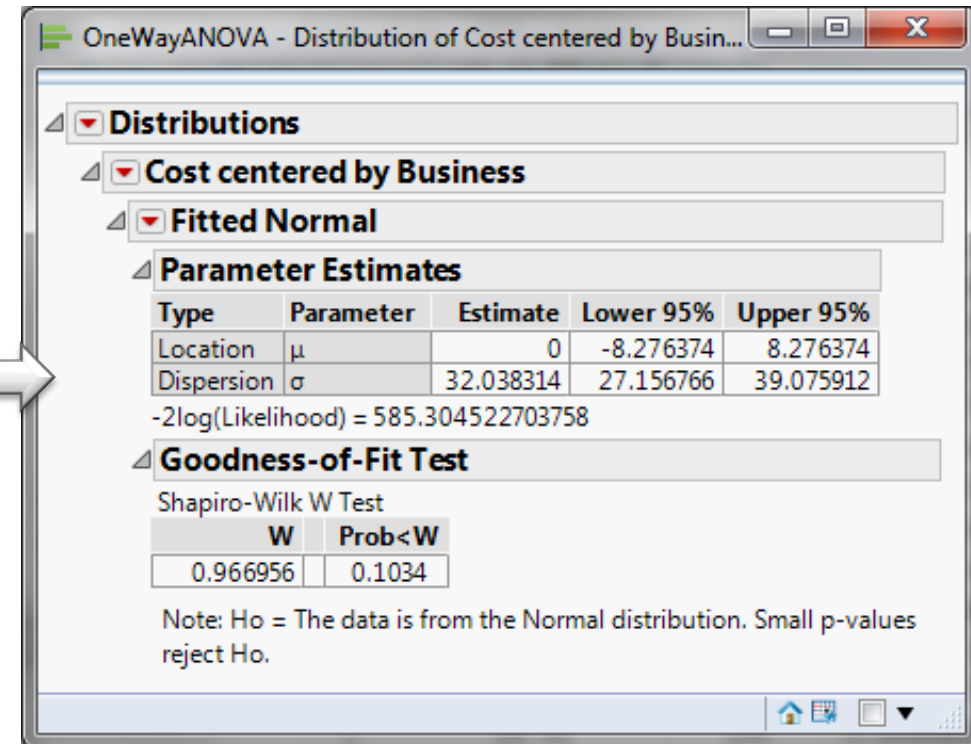 OneWayANOVA - Distribution of Cost centered by Busin...
Distributions
Cost centered by Business
Fitted Normal
Parameter Estimates
Type Parameter Estimate Lower 95% Upper 95%
Location μ 0 -8.276374 8.276374
Dispersion σ 32.038314 27.156766 39.075912
-2log(Likelihood) = 585.304522703758
Goodness-of-Fit Test
Shapiro-Wilk W Test
W Prob<W
0.966956 0.1034
Note: Ho = The data is from the Normal distribution. Small p-values
reject Ho.